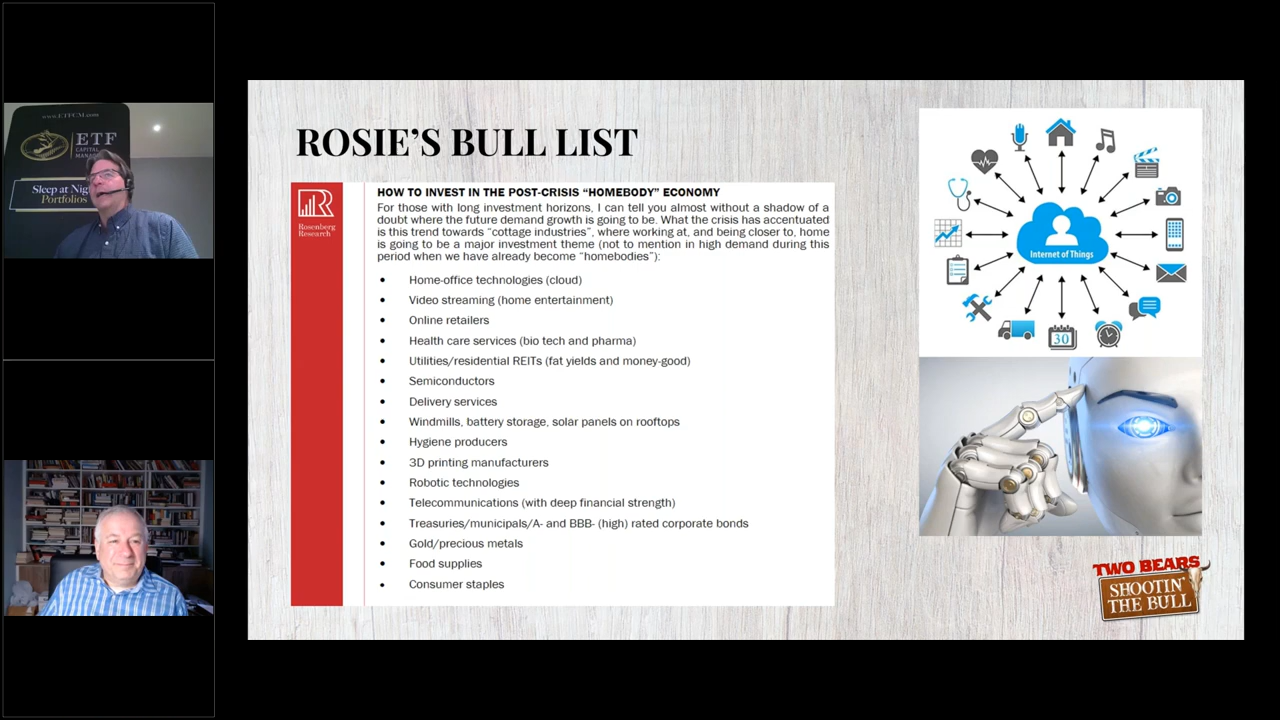 www.ETFCM.com
ETF
CAPITAL
Sleep at Nig
Portfolios
ROSIE'S BULL LIST
Rosenberg
Research
HOW TO INVEST IN THE POST-CRISIS "HOMEBODY" ECONOMY
For those with long investment horizons, I can tell you almost without a shadow of a
doubt where the future demand growth is going to be. What the crisis has accentuated
is this trend towards "cottage industries", where working at, and being closer to, home
is going to be a major investment theme (not to mention in high demand during this
period when we have already become "homebodies"):
• Home-office technologies (cloud)
• Video streaming (home entertainment)
• Online retailers
• Health care services (bio tech and pharma)
• Utilities/residential REITs (fat yields and money-good)
• Semiconductors
• Delivery services
• Windmills, battery storage, solar panels on rooftops
• Hygiene producers
• 3D printing manufacturers
• Robotic technologies
• Telecommunications (with deep financial strength)
• Treasuries/municipals/A- and BBB- (high) rated corporate bonds
• Gold/precious metals
• Food supplies
• Consumer staples
Internet of Things
30
TWO BEARS
SHOOTIN'
THE BULL